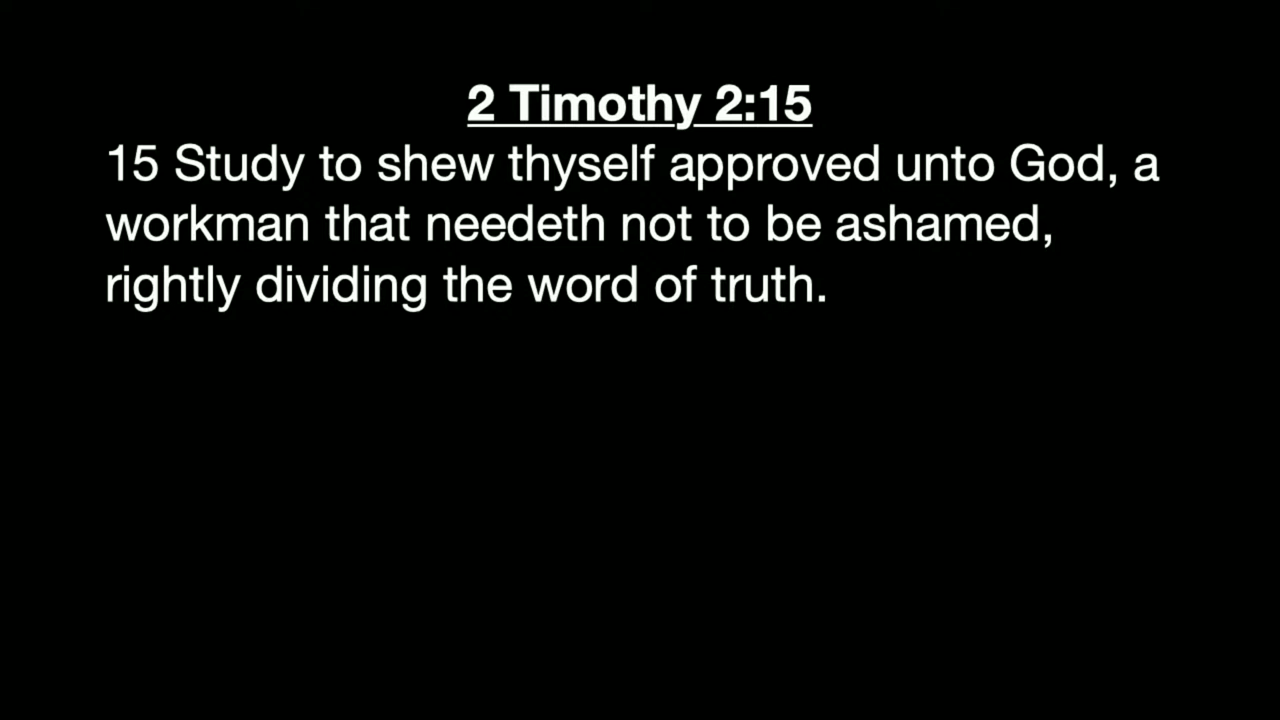 2 Timothy 2:15
15 Study to shew thyself approved unto God, a
workman that needeth not to be ashamed,
rightly dividing the word of truth.